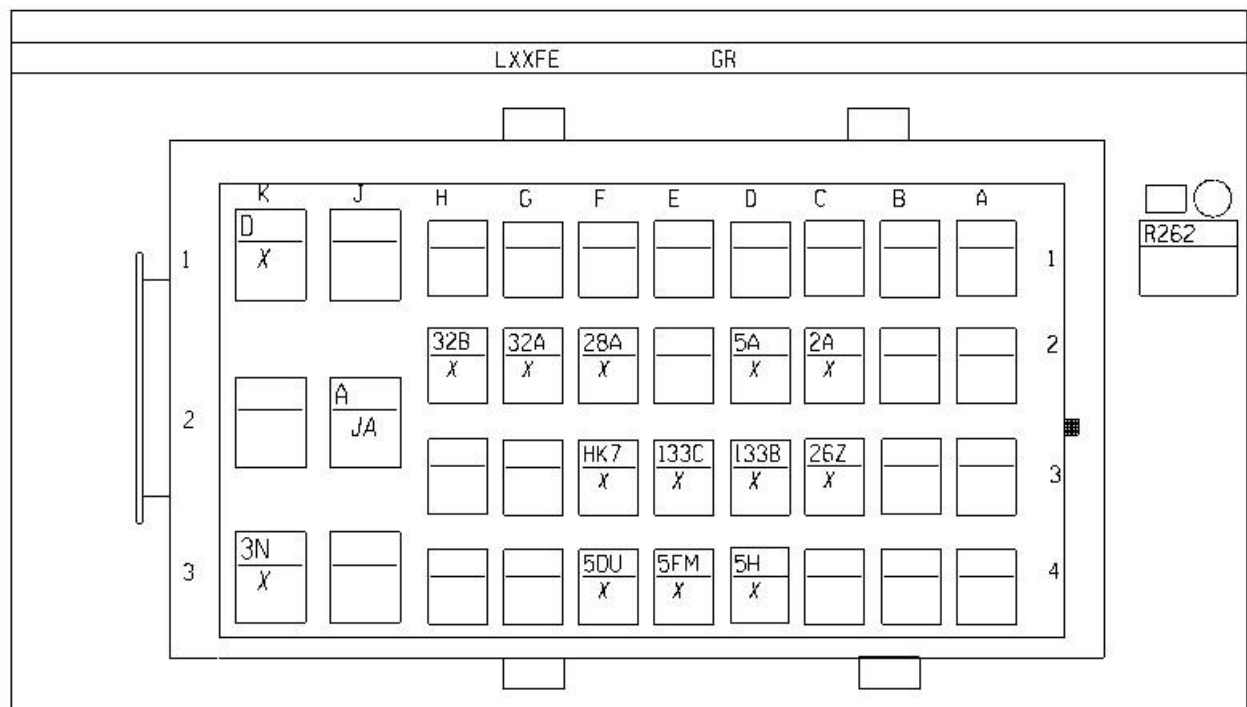 LXXFE GR
K J H G F E D C B A
D R262
1 X 1
32B 32A 28A 5A 2A 2
X X X X X
2 A
JA
HK7 133C 133B 26Z
X X X X 3
3N 5DU 5FM 5H
3 X X X X 4